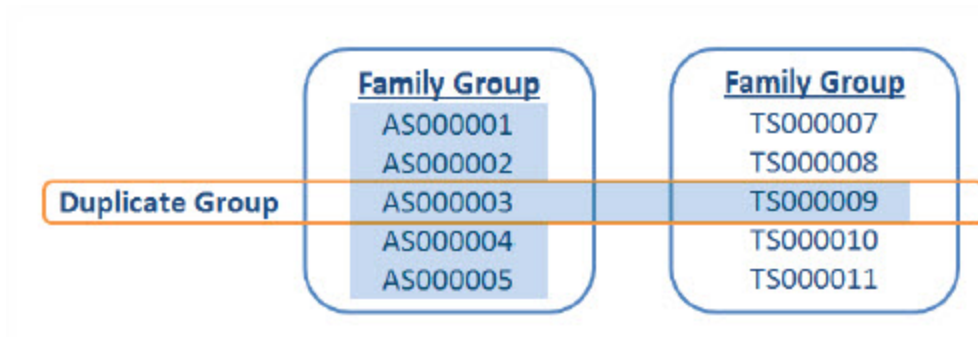 Family Group
AS000001
AS000002
AS000003
AS000004
AS000005
Family Group
TS000007
TS000008
TS000009
TS000010
TS000011
Duplicate Group